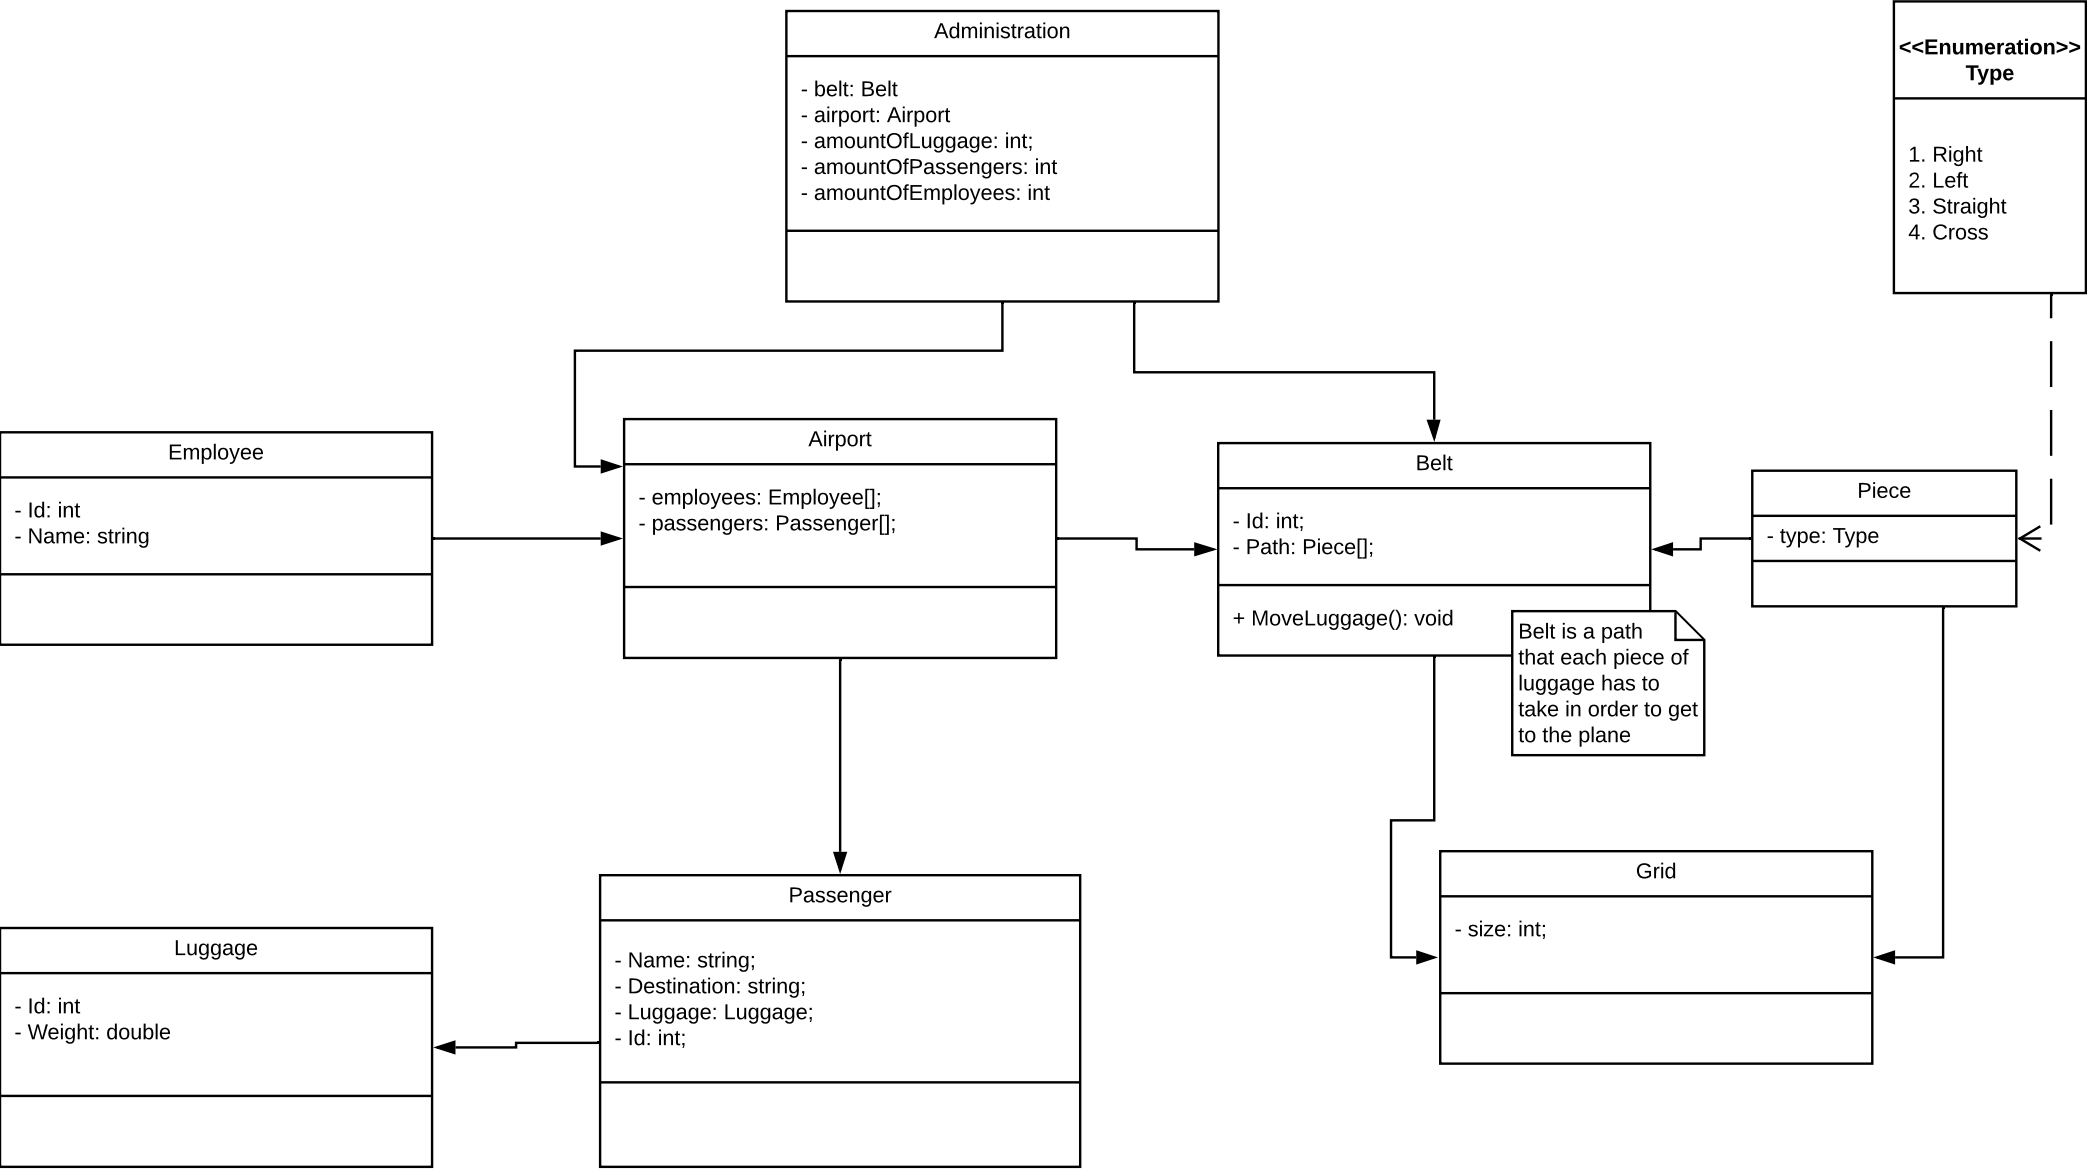 Administration
- belt: Belt
- airport: Airport
- amountOfLuggage: int;
- amountOfPassengers: int
- amountOfEmployees: int
<<Enumeration>>
Type
1. Right
2. Left
3. Straight
4. Cross
Employee
- Id: int
- Name: string
Airport
- employees: Employee[];
- passengers: Passenger[];
Belt
- Id: int;
- Path: Piece[];
+ MoveLuggage(): void
Belt is a path
that each piece of
luggage has to
take in order to get
to the plane
Piece
- type: Type
Luggage
- Id: int
- Weight: double
Passenger
- Name: string;
- Destination: string;
- Luggage: Luggage;
- Id: int;
Grid
- size: int;